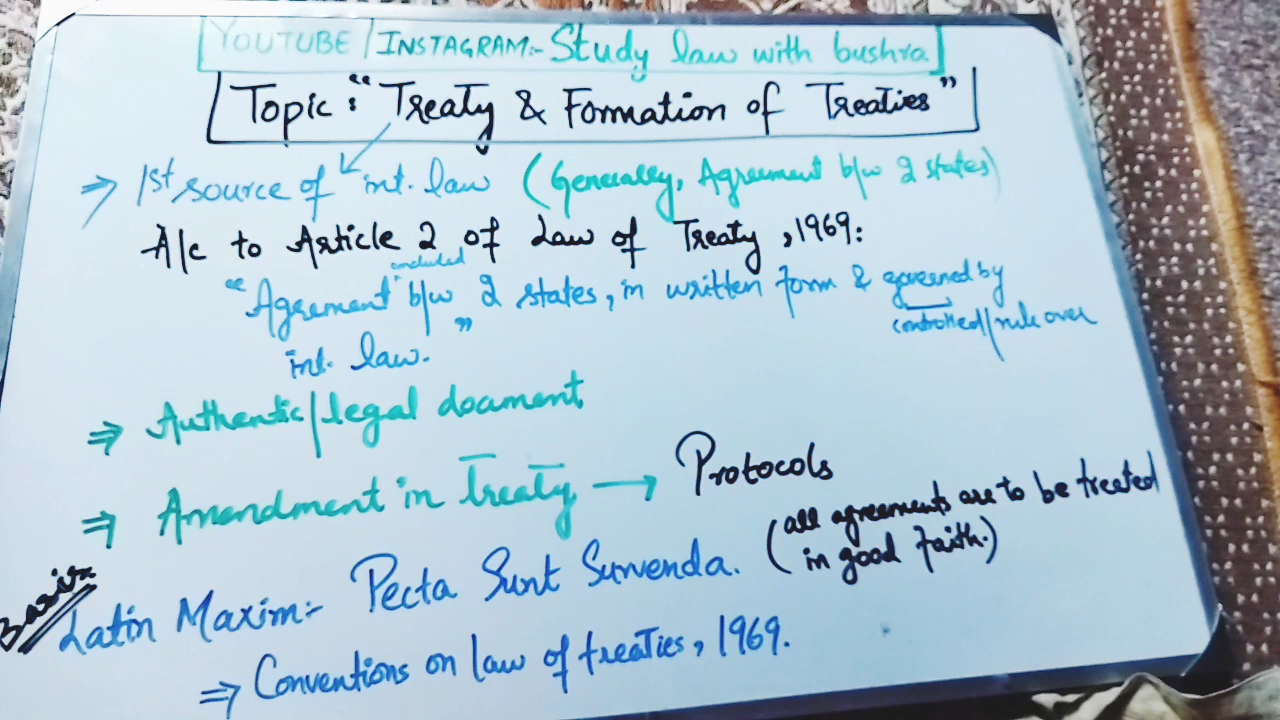 YOUTUBE / INSTAGRAM:- Study law with bushra
Topic: "Treaty & Formation of Treaties"
⇒ 1st source of int. law (Generally, Agreement b/w 2 states)
A/c to Article 2 of Law of Treaty, 1969:
concluded
"Agreement b/w 2 states, in written form & governed by
controlled/rule over
int. law."
⇒ Authentic/legal document
⇒ Amendment in Treaty → Protocols
(all agreements are to be treated
in good faith.)
Basis
Latin Maxim:- Pecta Sunt Survenda.
⇒ Conventions on law of treaties, 1969.